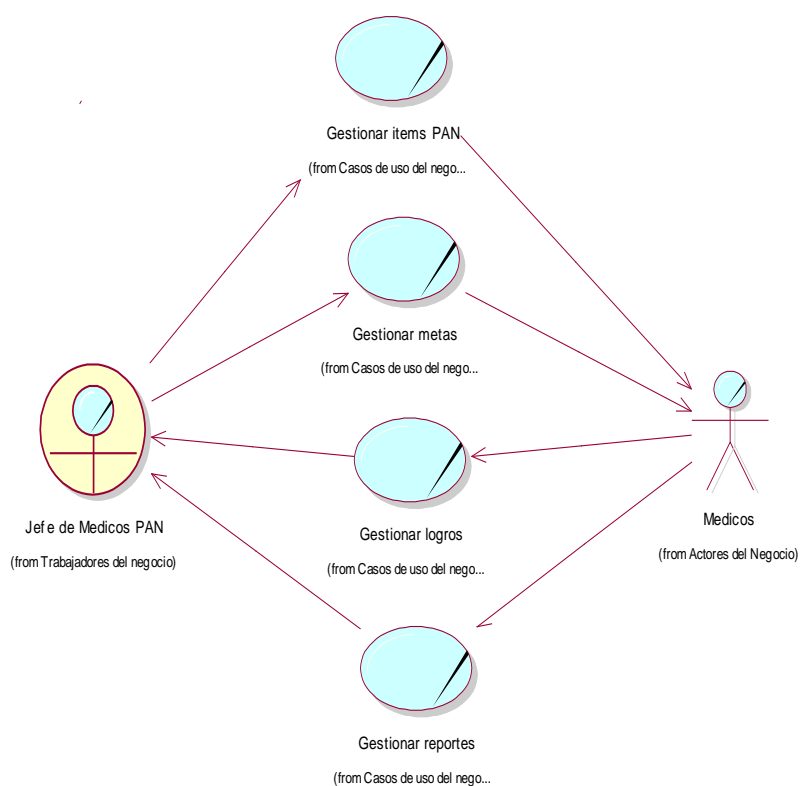 Gestionar items PAN
(from Casos de uso del nego...
Gestionar metas
(from Casos de uso del nego...
Jefe de Medicos PAN
(from Trabajadores del negocio)
Medicos
(from Actores del Negocio)
Gestionar logros
(from Casos de uso del nego...
Gestionar reportes
(from Casos de uso del nego...